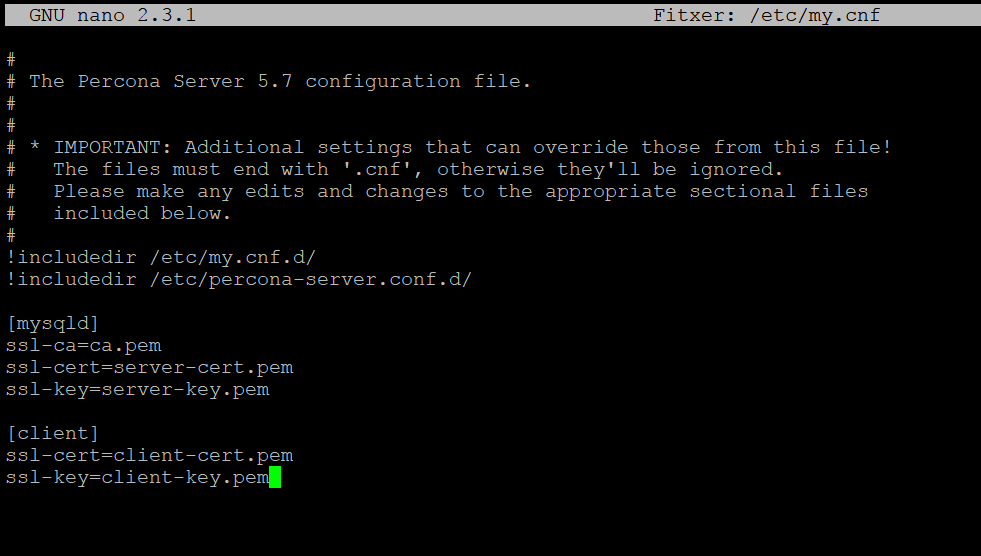 GNU nano 2.3.1 Fitxer: /etc/my.cnf
#
# The Percona Server 5.7 configuration file.
#
#
# * IMPORTANT: Additional settings that can override those from this file!
#   The files must end with '.cnf', otherwise they'll be ignored.
#   Please make any edits and changes to the appropriate sectional files
#   included below.
#
!includedir /etc/my.cnf.d/
!includedir /etc/percona-server.conf.d/
[mysqld]
ssl-ca=ca.pem
ssl-cert=server-cert.pem
ssl-key=server-key.pem
[client]
ssl-cert=client-cert.pem
ssl-key=client-key.pem